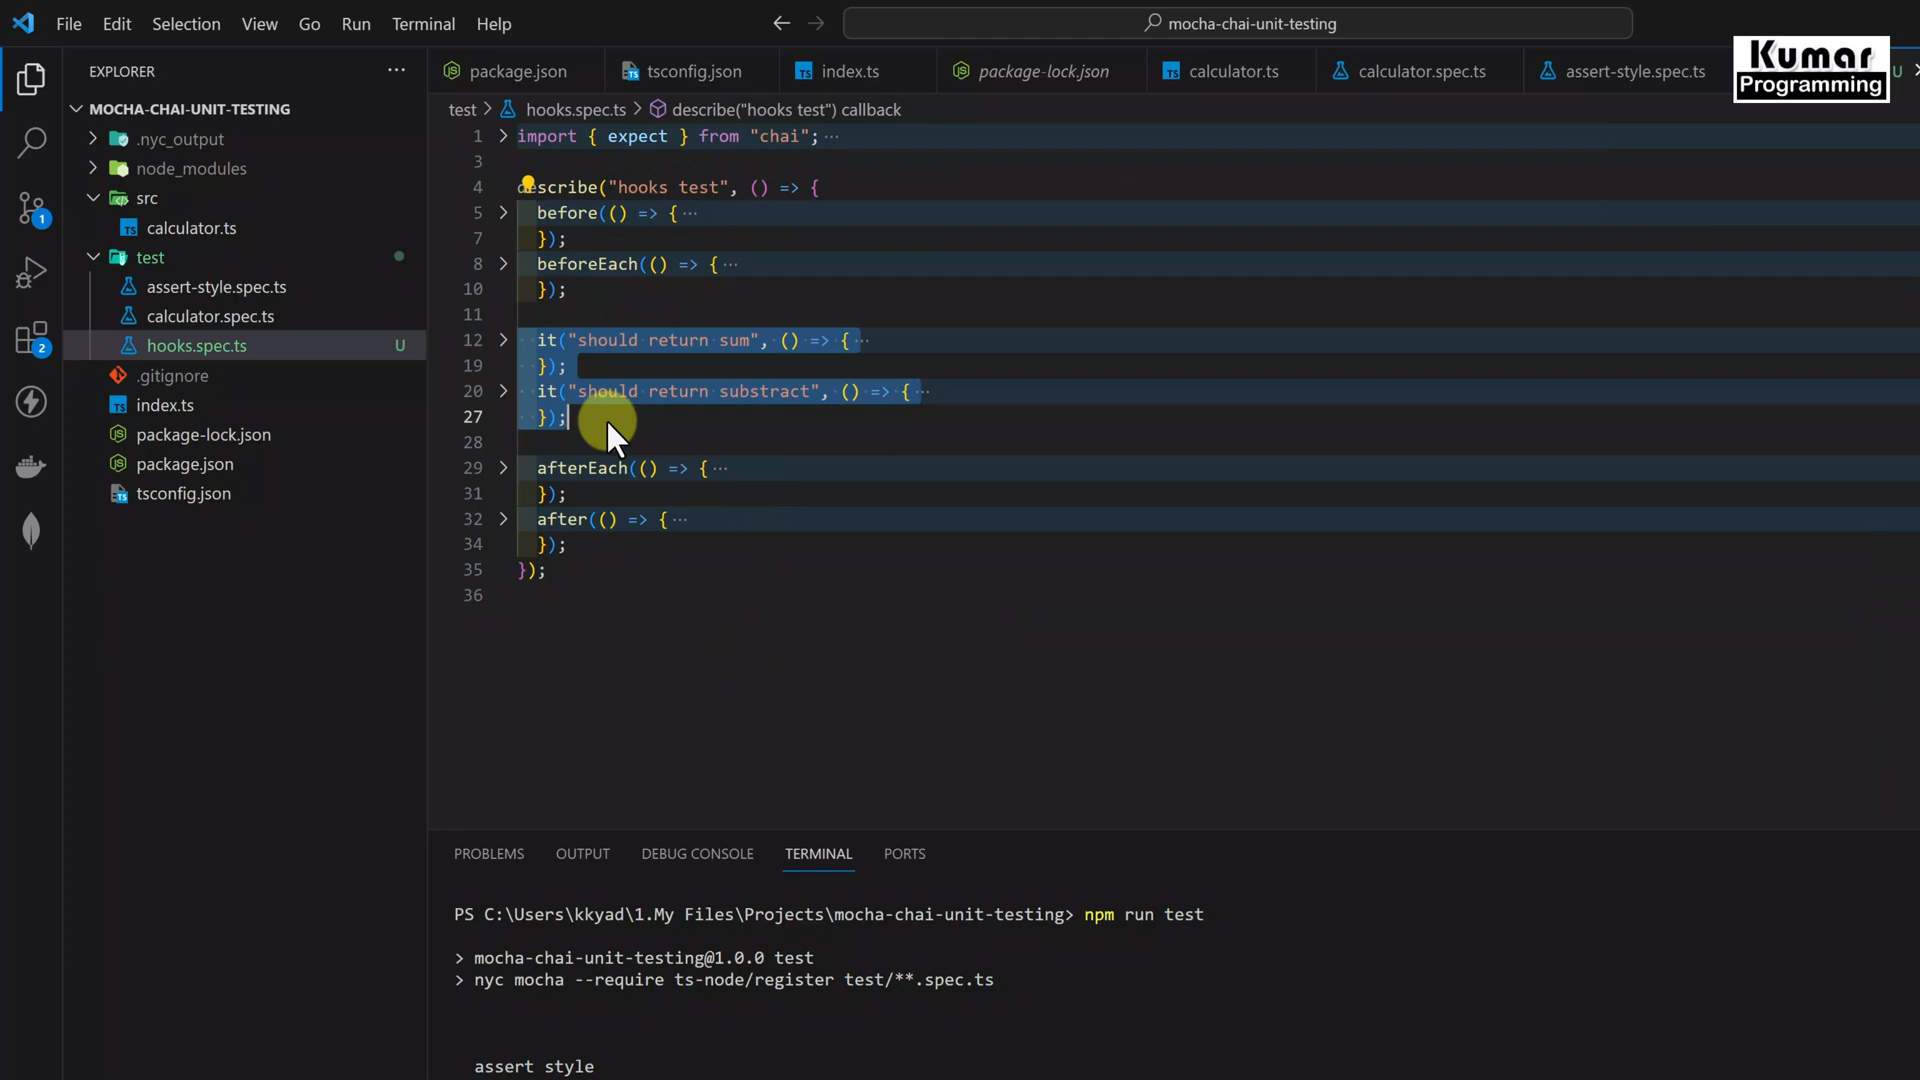 File Edit Selection View Go Run Terminal Help
mocha-chai-unit-testing
Kumar
Programming
EXPLORER
package.json tsconfig.json index.ts package-lock.json calculator.ts calculator.spec.ts assert-style.spec.ts U
MOCHA-CHAI-UNIT-TESTING
.nyc_output
node_modules
src
calculator.ts
test
assert-style.spec.ts
calculator.spec.ts
hooks.spec.ts U
.gitignore
index.ts
package-lock.json
package.json
tsconfig.json
1
2
test > hooks.spec.ts > describe("hooks test") callback
1 import { expect } from "chai";
3
4 describe("hooks test", () => {
5 before(() => {
7 });
8 beforeEach(() => {
10 });
11
12 it("should return sum", () => {
19 });
20 it("should return substract", () => {
27 });
28
29 afterEach(() => {
31 });
32 after(() => {
34 });
35 });
36
PROBLEMS OUTPUT DEBUG CONSOLE TERMINAL PORTS
PS C:\Users\kkyad\1.My Files\Projects\mocha-chai-unit-testing> npm run test
> mocha-chai-unit-testing@1.0.0 test
> nyc mocha --require ts-node/register test/**.spec.ts
assert style